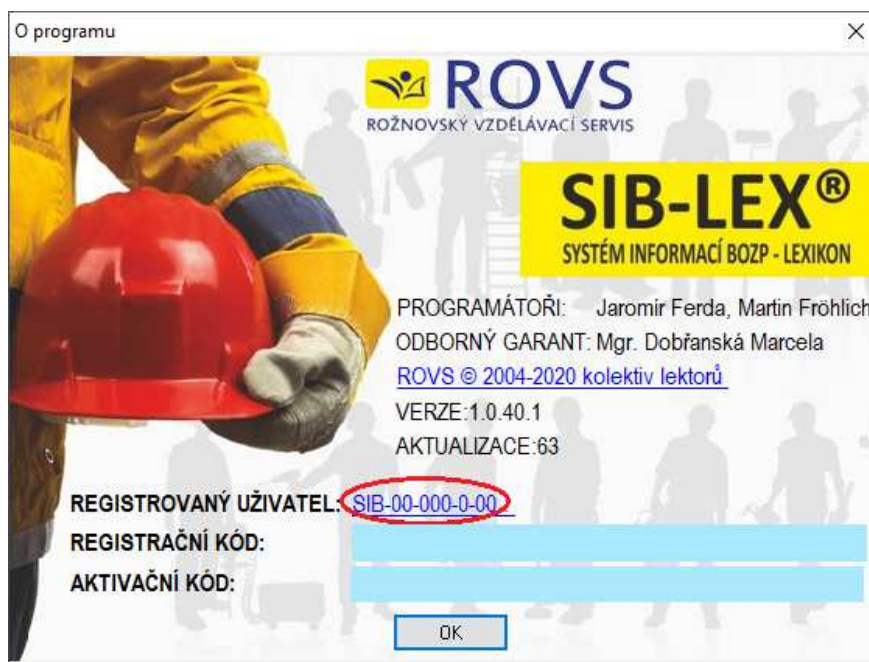 O programu
ROVS
ROŽNOVSKÝ VZDĚLÁVACÍ SERVIS
SIB-LEX®
SYSTÉM INFORMACÍ BOZP - LEXIKON
PROGRAMÁTOŘI: Jaromír Ferda, Martin Fröhlich
ODBORNÝ GARANT: Mgr. Dobřanská Marcela
ROVS © 2004-2020 kolektiv lektorů
VERZE:1.0.40.1
AKTUALIZACE:63
REGISTROVANÝ UŽIVATEL: SIB-00-000-0-00
REGISTRAČNÍ KÓD:
AKTIVAČNÍ KÓD:
OK